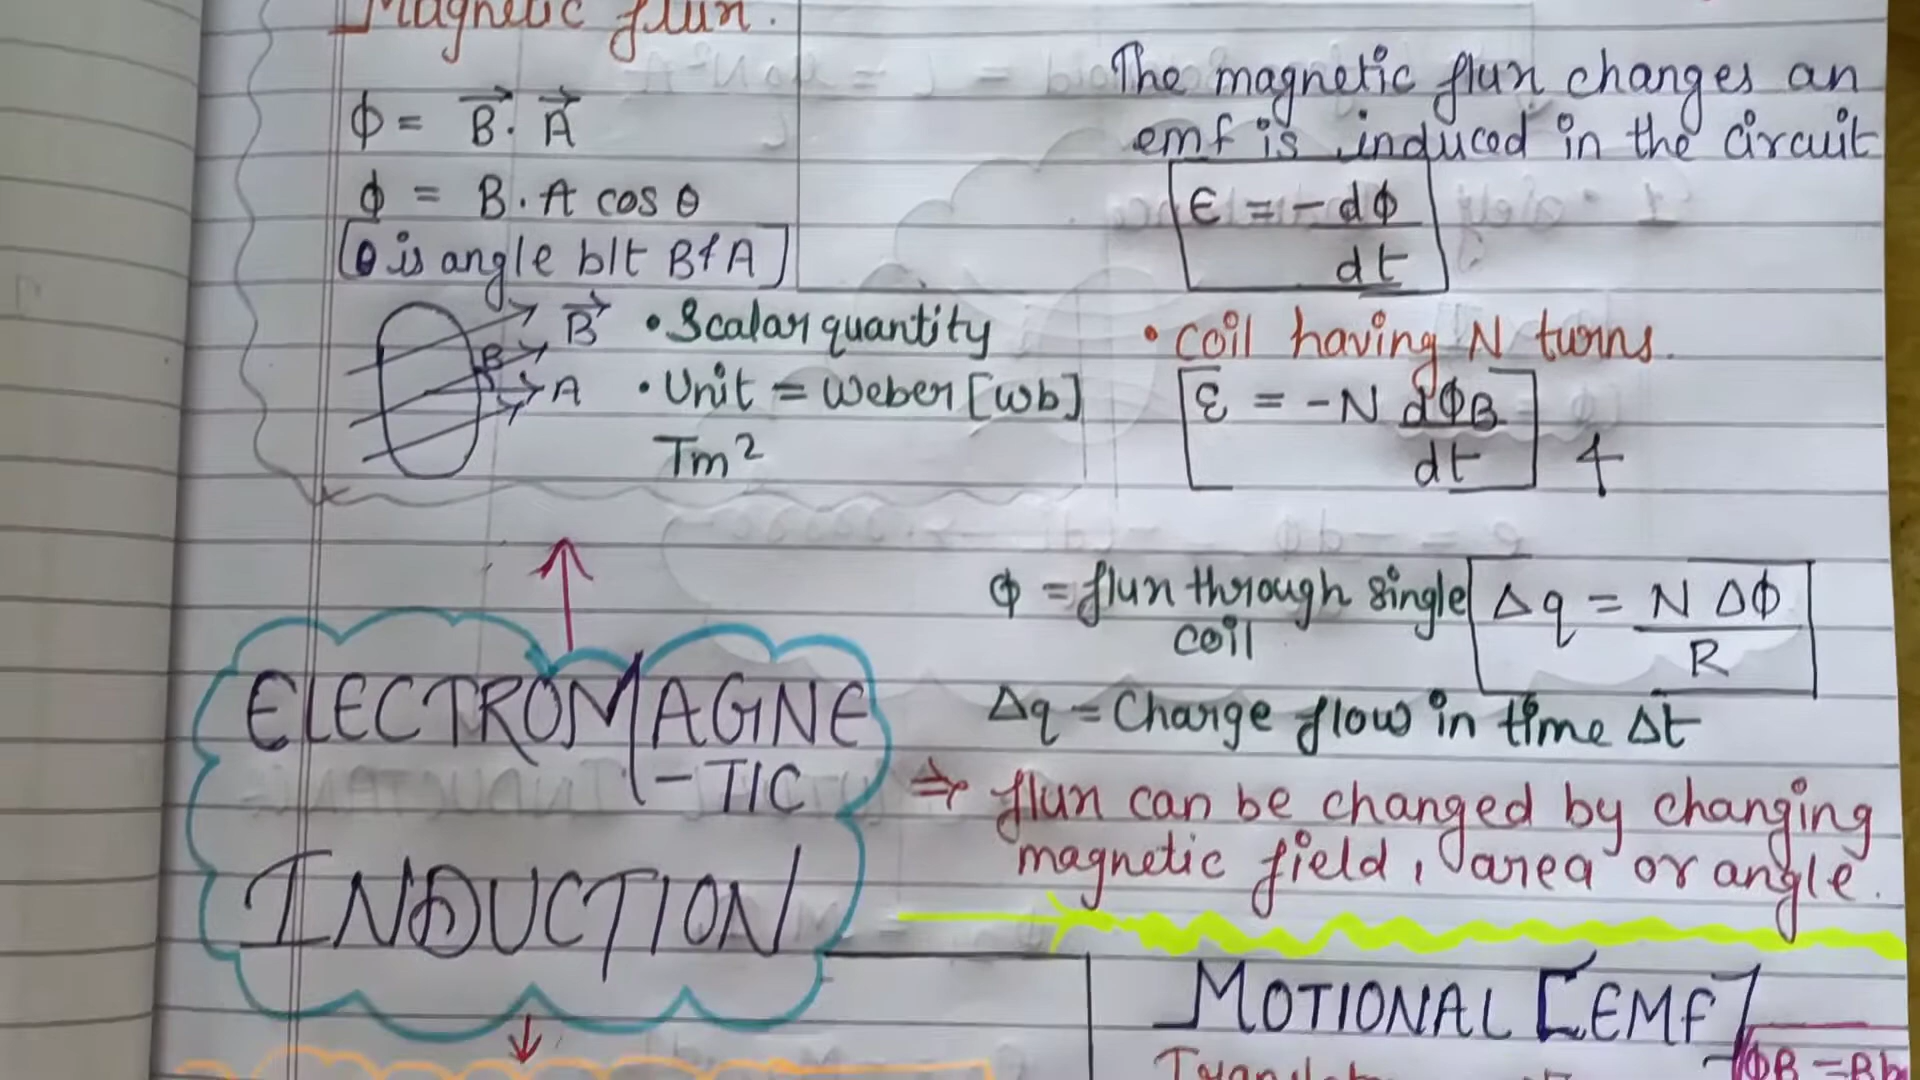 Magnetic flux.
ϕ = B⃗. A⃗
ϕ = B. A cos θ
[θ is angle b/t B & A]
B⃗
B
A
• Scalar quantity
• Unit = Weber [wb]
Tm²
The magnetic flux changes an
emf is induced in the circuit
ε = -dϕ
dt
• coil having N turns.
ε = -N dϕB
dt
ϕ = flux through single
coil
Δq = N Δϕ
R
Δq = Charge flow in time Δt
⇒ flux can be changed by changing
magnetic field, area or angle.
ELECTROMAGNE
-TIC
INDUCTION
MOTIONAL [EMF]